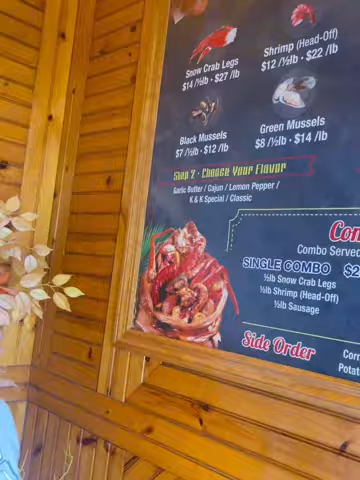 Snow Crab Legs
$14 /½lb · $27 /lb
Shrimp (Head-Off)
$12 /½lb · $22 /lb
Black Mussels
$7 /½lb · $12 /lb
Green Mussels
$8 /½lb · $14 /lb
Step 2 · Choose Your Flavor
Garlic Butter / Cajun / Lemon Pepper /
K & K Special / Classic
Com
Combo Served
SINGLE COMBO $2
½lb Snow Crab Legs
½lb Shrimp (Head-Off)
½lb Sausage
Side Order
Corn
Potat